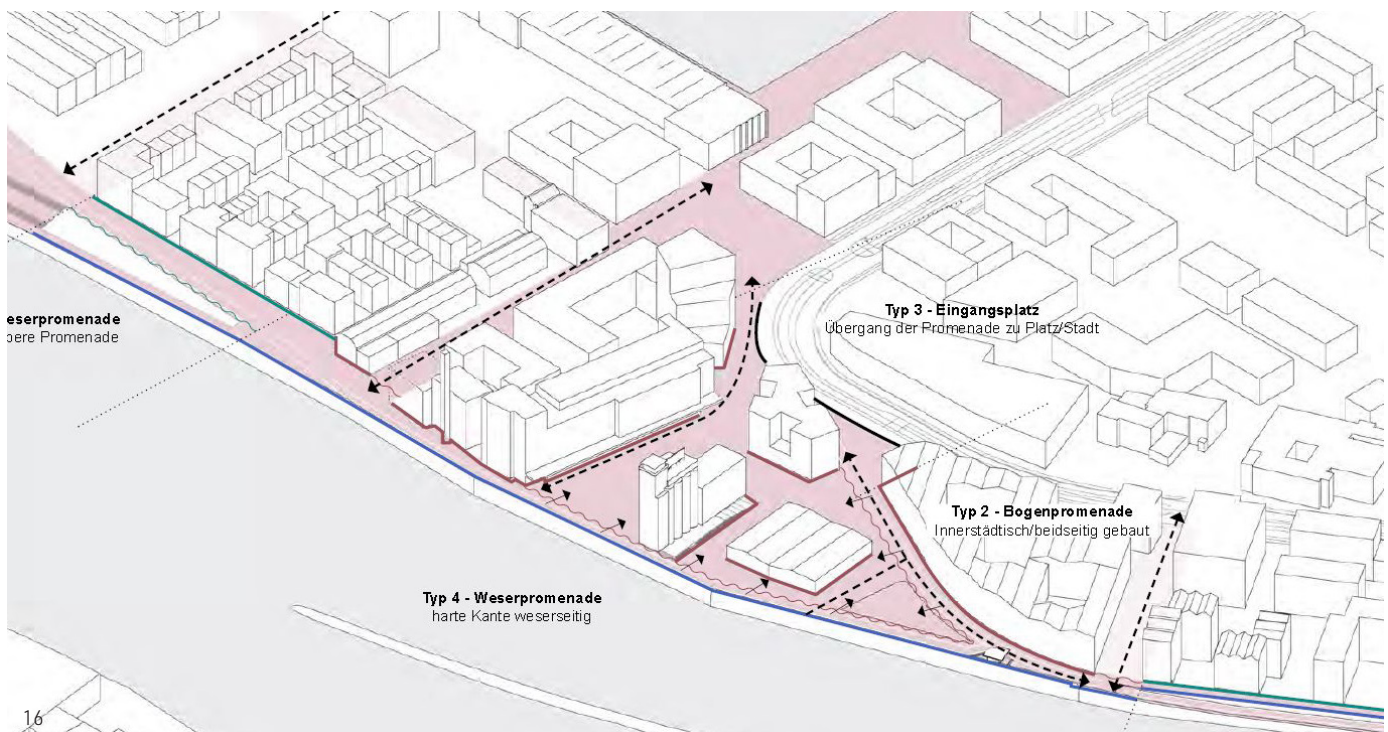 Typ 3 - Eingangsplatz
Übergang der Promenade zu Platz/Stadt
eserpromenade
bere Promenade
Typ 2 - Bogenpromenade
Innerstädtisch/beidseitig gebaut
Typ 4 - Weserpromenade
harte Kante weserseitig
16